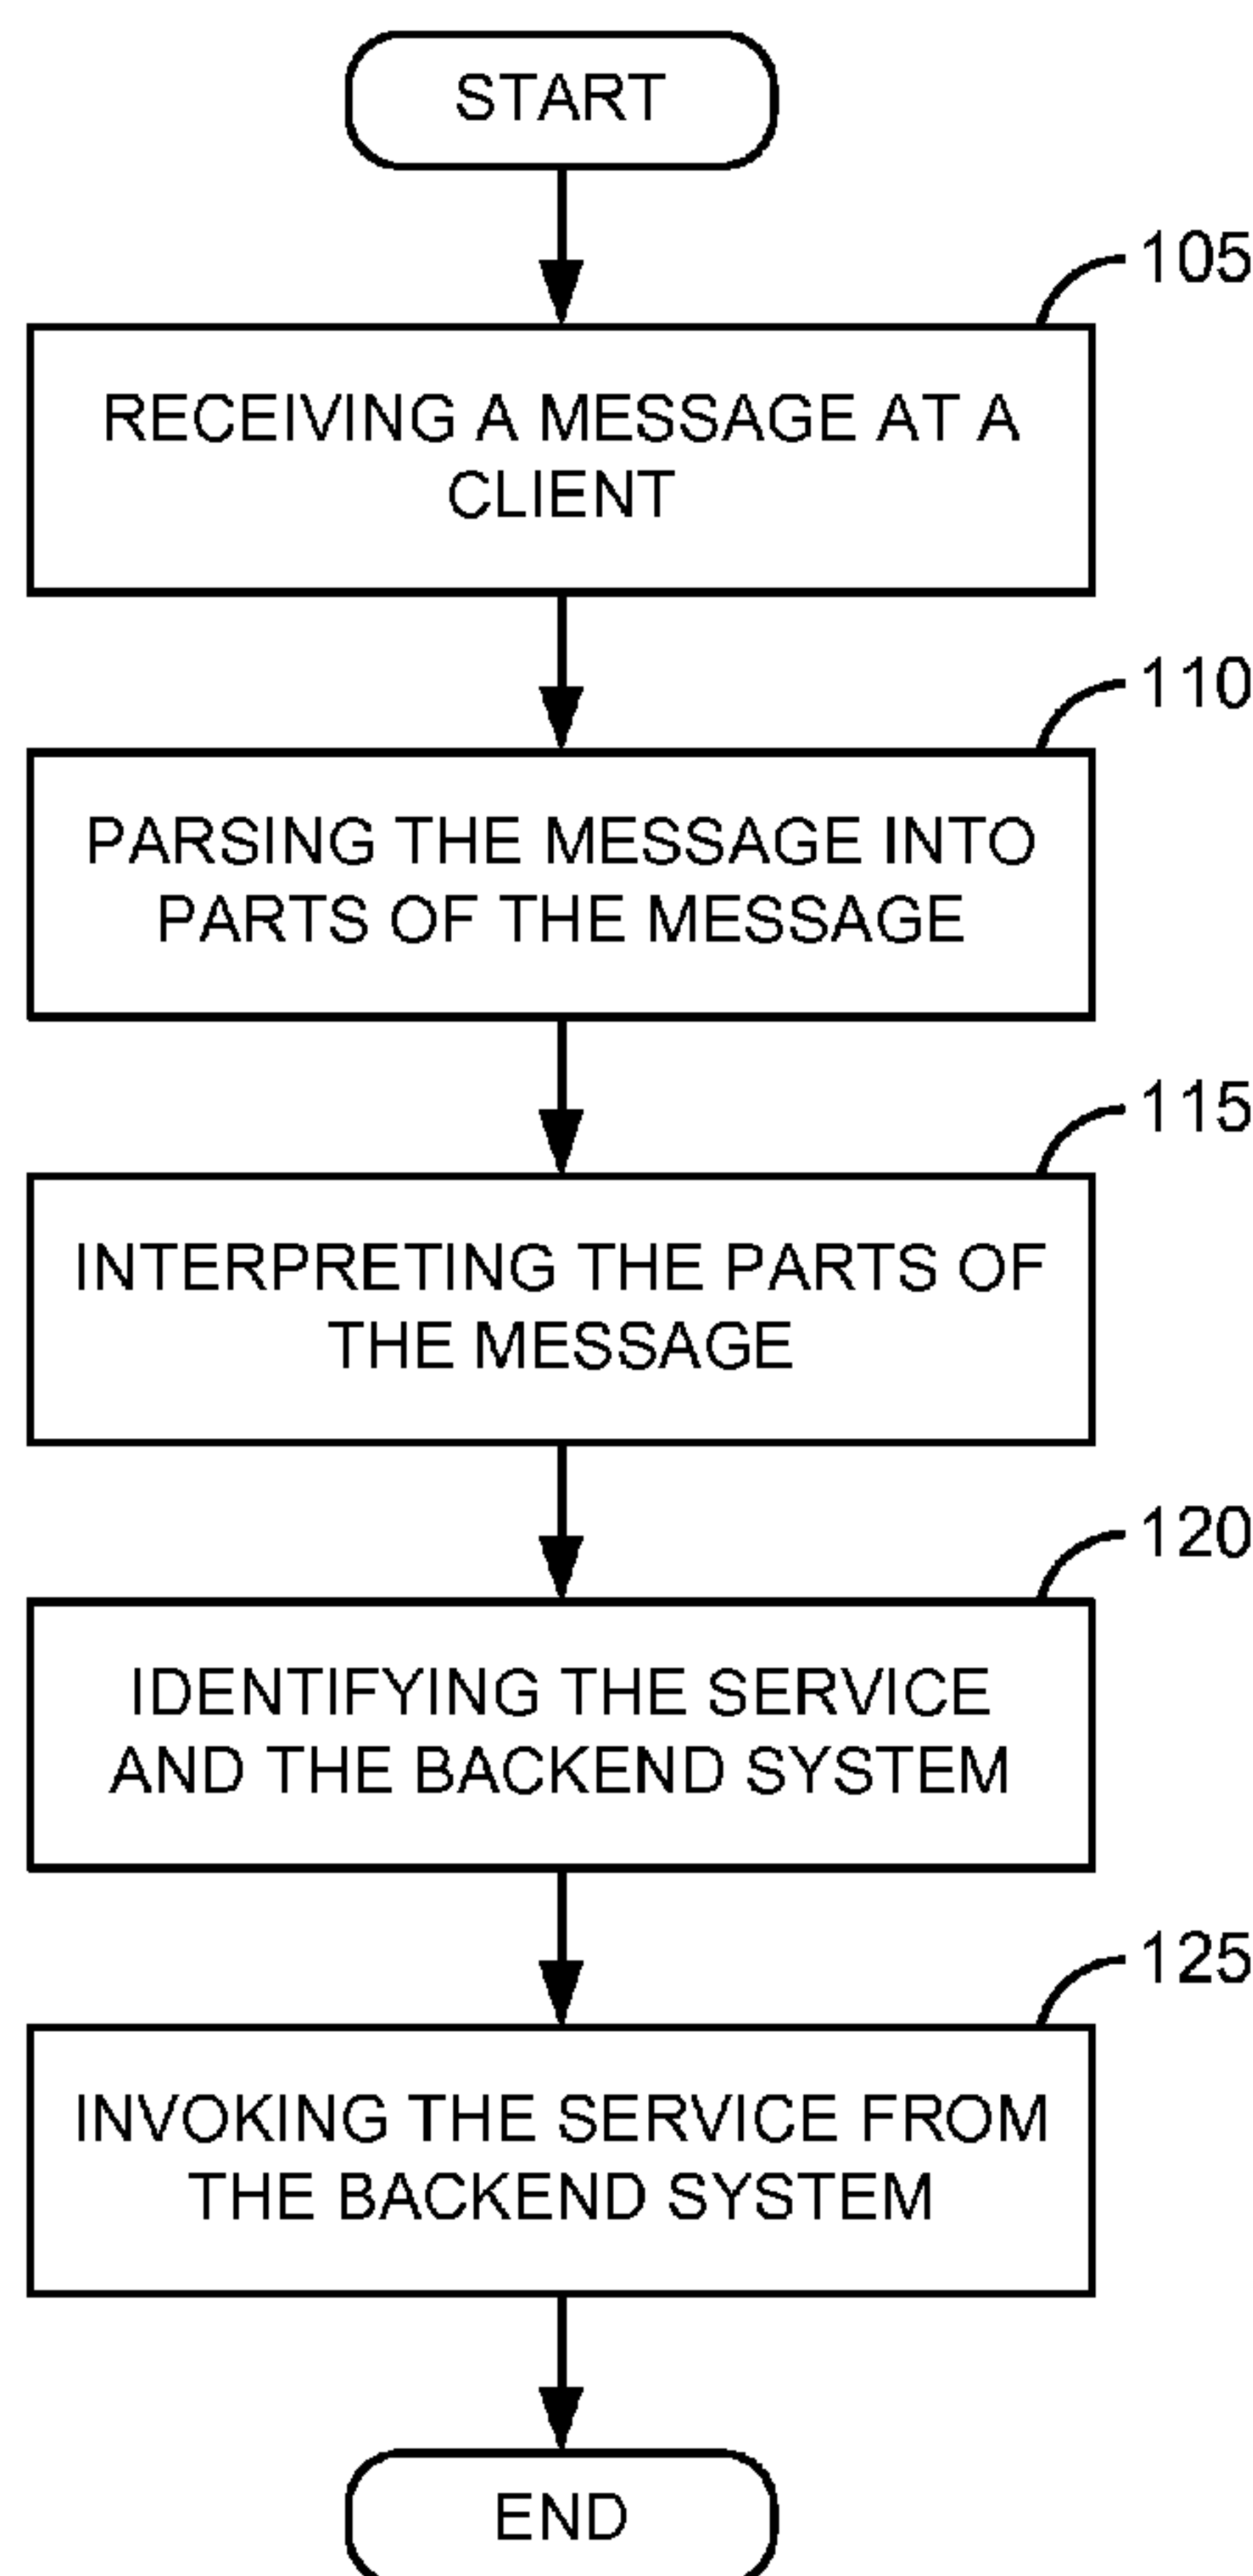 START
105
RECEIVING A MESSAGE AT A
CLIENT
110
PARSING THE MESSAGE INTO
PARTS OF THE MESSAGE
115
INTERPRETING THE PARTS OF
THE MESSAGE
120
IDENTIFYING THE SERVICE
AND THE BACKEND SYSTEM
125
INVOKING THE SERVICE FROM
THE BACKEND SYSTEM
END